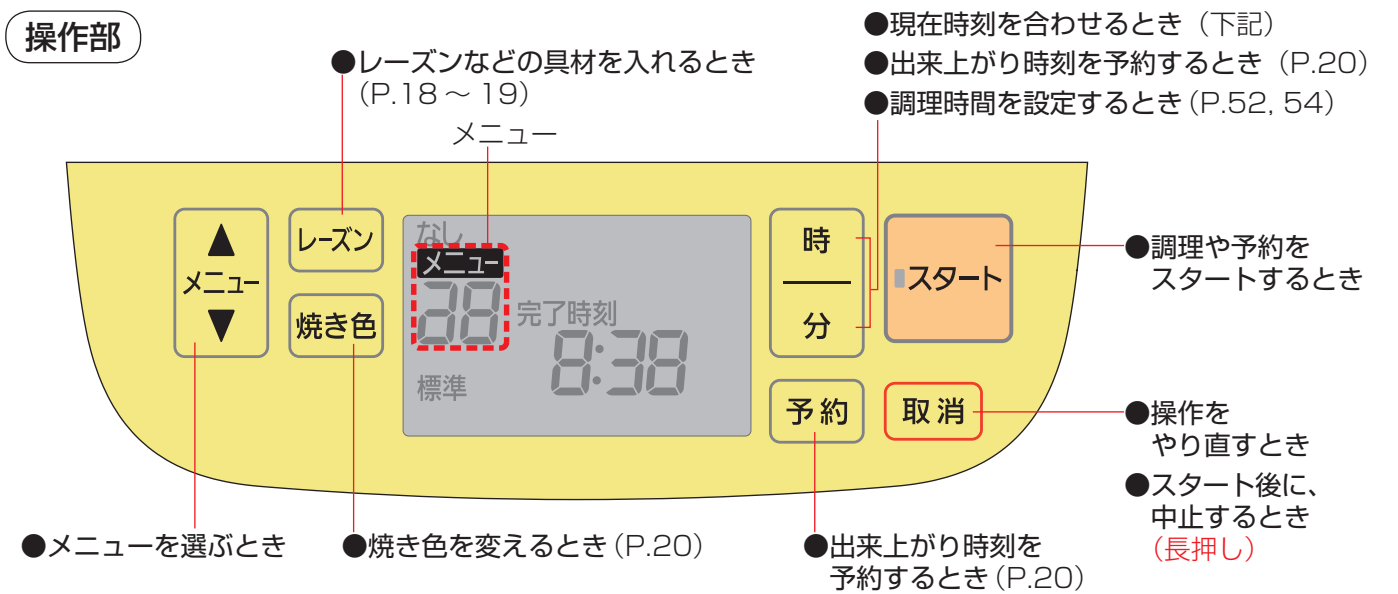 操作部
●現在時刻を合わせるとき（下記）
●出来上がり時刻を予約するとき（P.20）
●調理時間を設定するとき（P.52, 54）
●レーズンなどの具材を入れるとき
（P.18～19）
メニュー
▲
メニュー
▼
レーズン
焼き色
なし
メニュー
38
完了時刻
8:38
標準
時
分
予約
スタート
取消
●調理や予約を
スタートするとき
●操作を
やり直すとき
●スタート後に、
中止するとき
（長押し）
●メニューを選ぶとき
●焼き色を変えるとき（P.20）
●出来上がり時刻を
予約するとき（P.20）